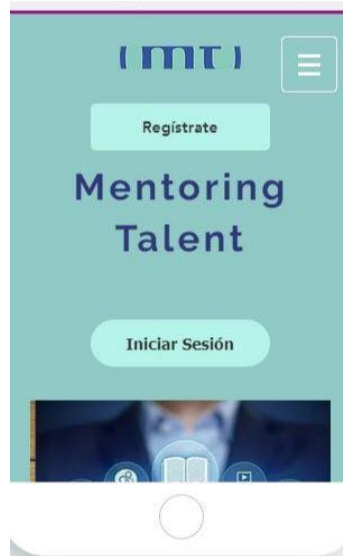 (MT)
Regístrate
Mentoring
Talent
Iniciar Sesión